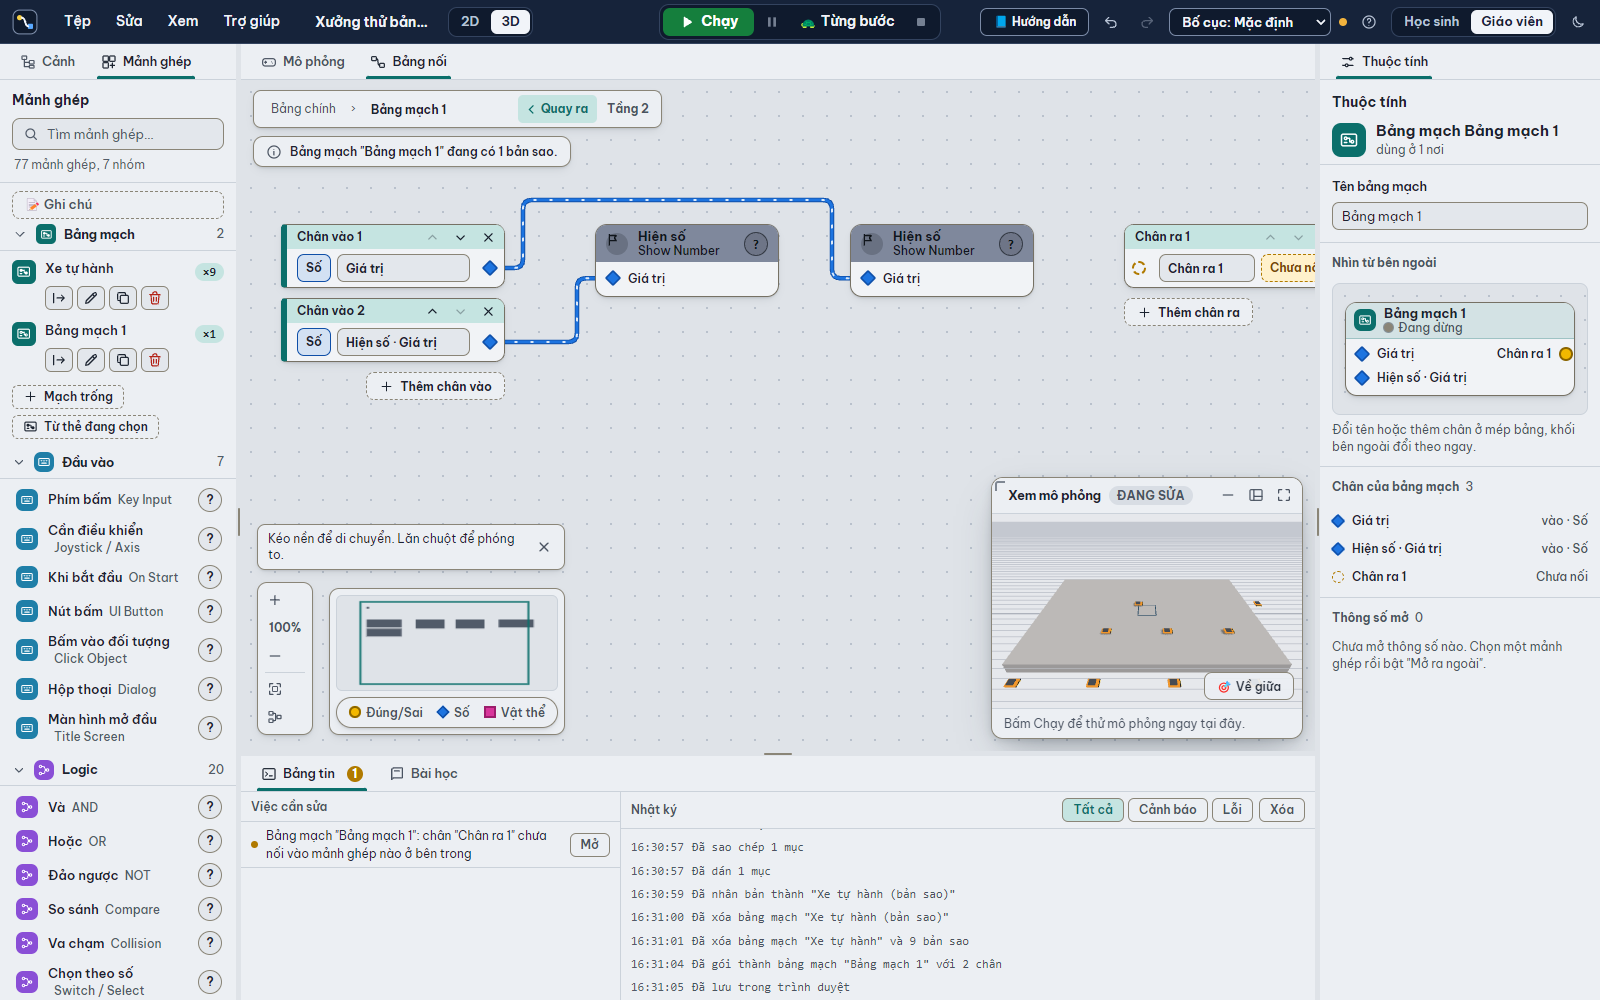 Tệp Sửa Xem Trợ giúp Xưởng thử bản... 2D 3D Chạy Từng bước Hướng dẫn Bố cục: Mặc định Học sinh Giáo viên
Cảnh Mảnh ghép
Mảnh ghép
Tìm mảnh ghép...
77 mảnh ghép, 7 nhóm
Ghi chú
Bảng mạch 2
Xe tự hành ×9
Bảng mạch 1 ×1
+ Mạch trống
Từ thẻ đang chọn
Đầu vào 7
Phím bấm Key Input ?
Cần điều khiển
Joystick / Axis ?
Khi bắt đầu On Start ?
Nút bấm UI Button ?
Bấm vào đối tượng
Click Object ?
Hộp thoại Dialog ?
Màn hình mở đầu
Title Screen ?
Logic 20
Và AND ?
Hoặc OR ?
Đảo ngược NOT ?
So sánh Compare ?
Va chạm Collision ?
Chọn theo số
Switch / Select ?
Mô phỏng Bảng nối
Bảng chính › Bảng mạch 1 Quay ra Tầng 2
Bảng mạch "Bảng mạch 1" đang có 1 bản sao.
Chân vào 1
Số Giá trị
Chân vào 2
Số Hiện số · Giá trị
+ Thêm chân vào
Hiện số
Show Number ?
Giá trị
Hiện số
Show Number ?
Giá trị
Chân ra 1
Chân ra 1 Chưa nố
+ Thêm chân ra
Kéo nền để di chuyển. Lăn chuột để phóng
to.
+
100%
−
Đúng/Sai Số Vật thể
Xem mô phỏng ĐANG SỬA
Về giữa
Bấm Chạy để thử mô phỏng ngay tại đây.
Bảng tin 1 Bài học
Việc cần sửa
Bảng mạch "Bảng mạch 1": chân "Chân ra 1" chưa
nối vào mảnh ghép nào ở bên trong
Mở
Nhật ký Tất cả Cảnh báo Lỗi Xóa
16:30:57 Đã sao chép 1 mục
16:30:57 Đã dán 1 mục
16:30:59 Đã nhân bản thành "Xe tự hành (bản sao)"
16:31:00 Đã xóa bảng mạch "Xe tự hành (bản sao)"
16:31:01 Đã xóa bảng mạch "Xe tự hành" và 9 bản sao
16:31:04 Đã gói thành bảng mạch "Bảng mạch 1" với 2 chân
16:31:05 Đã lưu trong trình duyệt
Thuộc tính
Thuộc tính
Bảng mạch Bảng mạch 1
dùng ở 1 nơi
Tên bảng mạch
Bảng mạch 1
Nhìn từ bên ngoài
Bảng mạch 1
Đang dừng
Giá trị Chân ra 1
Hiện số · Giá trị
Đổi tên hoặc thêm chân ở mép bảng, khối
bên ngoài đổi theo ngay.
Chân của bảng mạch 3
Giá trị vào · Số
Hiện số · Giá trị vào · Số
Chân ra 1 Chưa nối
Thông số mở 0
Chưa mở thông số nào. Chọn một mảnh
ghép rồi bật "Mở ra ngoài".